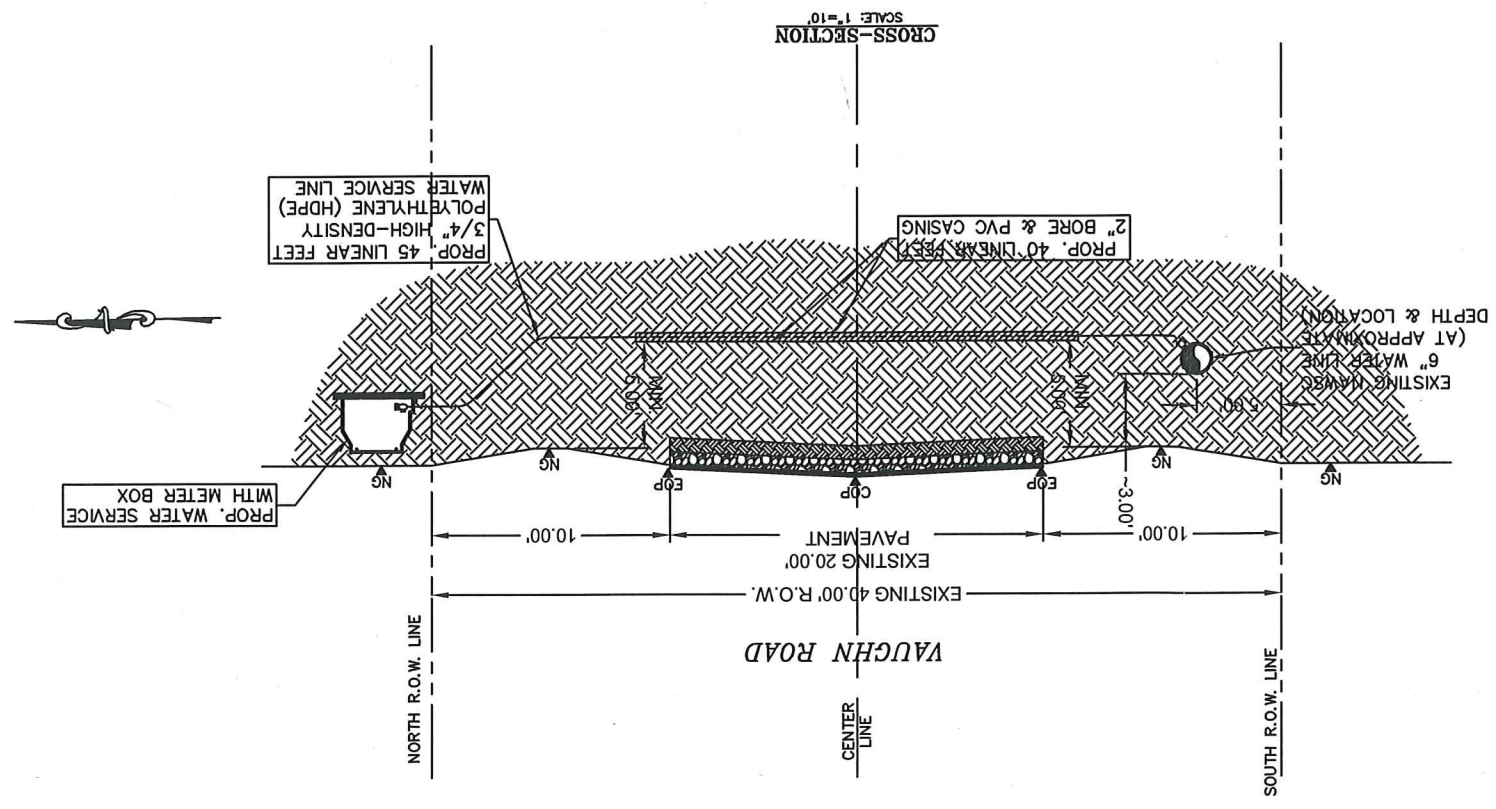 SOUTH R.O.W. LINE
CENTER
LINE
NORTH R.O.W. LINE
VAUGHN ROAD
EXISTING 40.00' R.O.W.
EXISTING 20.00'
PAVEMENT
10.00'
10.00'
~3.00'
PROP. WATER SERVICE
WITH METER BOX
NG
NG
EOP
COP
EOP
NG
NG
5.00'
MIN
5.00'
MIN
5.00'
EXISTING NAWSC
6" WATER LINE
(AT APPROXIMATE
DEPTH & LOCATION)
PROP. 40 LINEAR FEET
2" BORE & PVC CASING
PROP. 45 LINEAR FEET
3/4" HIGH-DENSITY
POLYETHYLENE (HDPE)
WATER SERVICE LINE
CROSS-SECTION
SCALE: 1"=10'